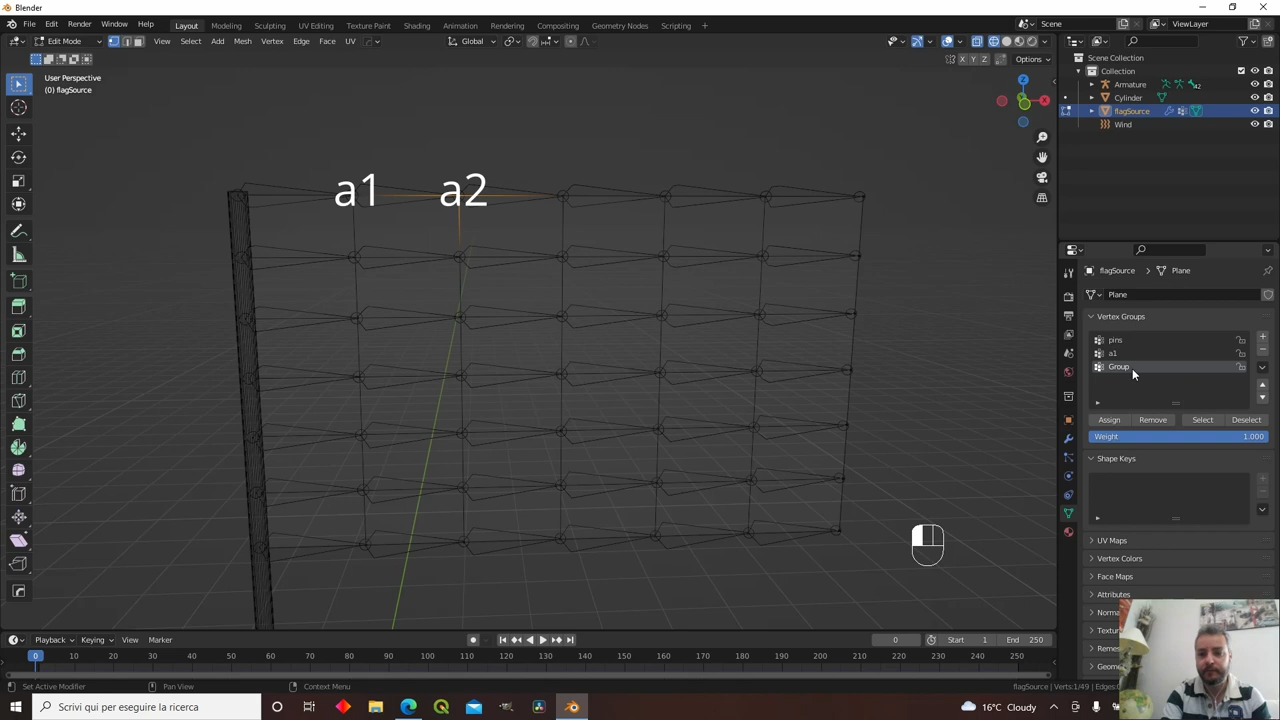 Blender
File Edit Render Window Help
Layout Modeling Sculpting UV Editing Texture Paint Shading Animation Rendering Compositing Geometry Nodes Scripting +
Scene
ViewLayer
Edit Mode
View Select Add Mesh Vertex Edge Face UV
Global
X Y Z
Options
User Perspective
(0) flagSource
a1 a2
Z
X
Scene Collection
Collection
Armature
42
Cylinder
flagSource
Wind
flagSource > Plane
Plane
Vertex Groups
pins
a1
Group
Assign Remove Select Deselect
Weight 1.000
Shape Keys
UV Maps
Vertex Colors
Face Maps
Attributes
Playback Keying View Marker
0
Start 1
End 250
0 10 20 30 40 50 60 70 80 90 100 110 120 130 140 150 160 170 180 190 200 210 220 230 240 250
Set Active Modifier
Pan View
Context Menu
flagSource | Verts:1/49 | Edges:
Scrivi qui per eseguire la ricerca
16°C Cloudy